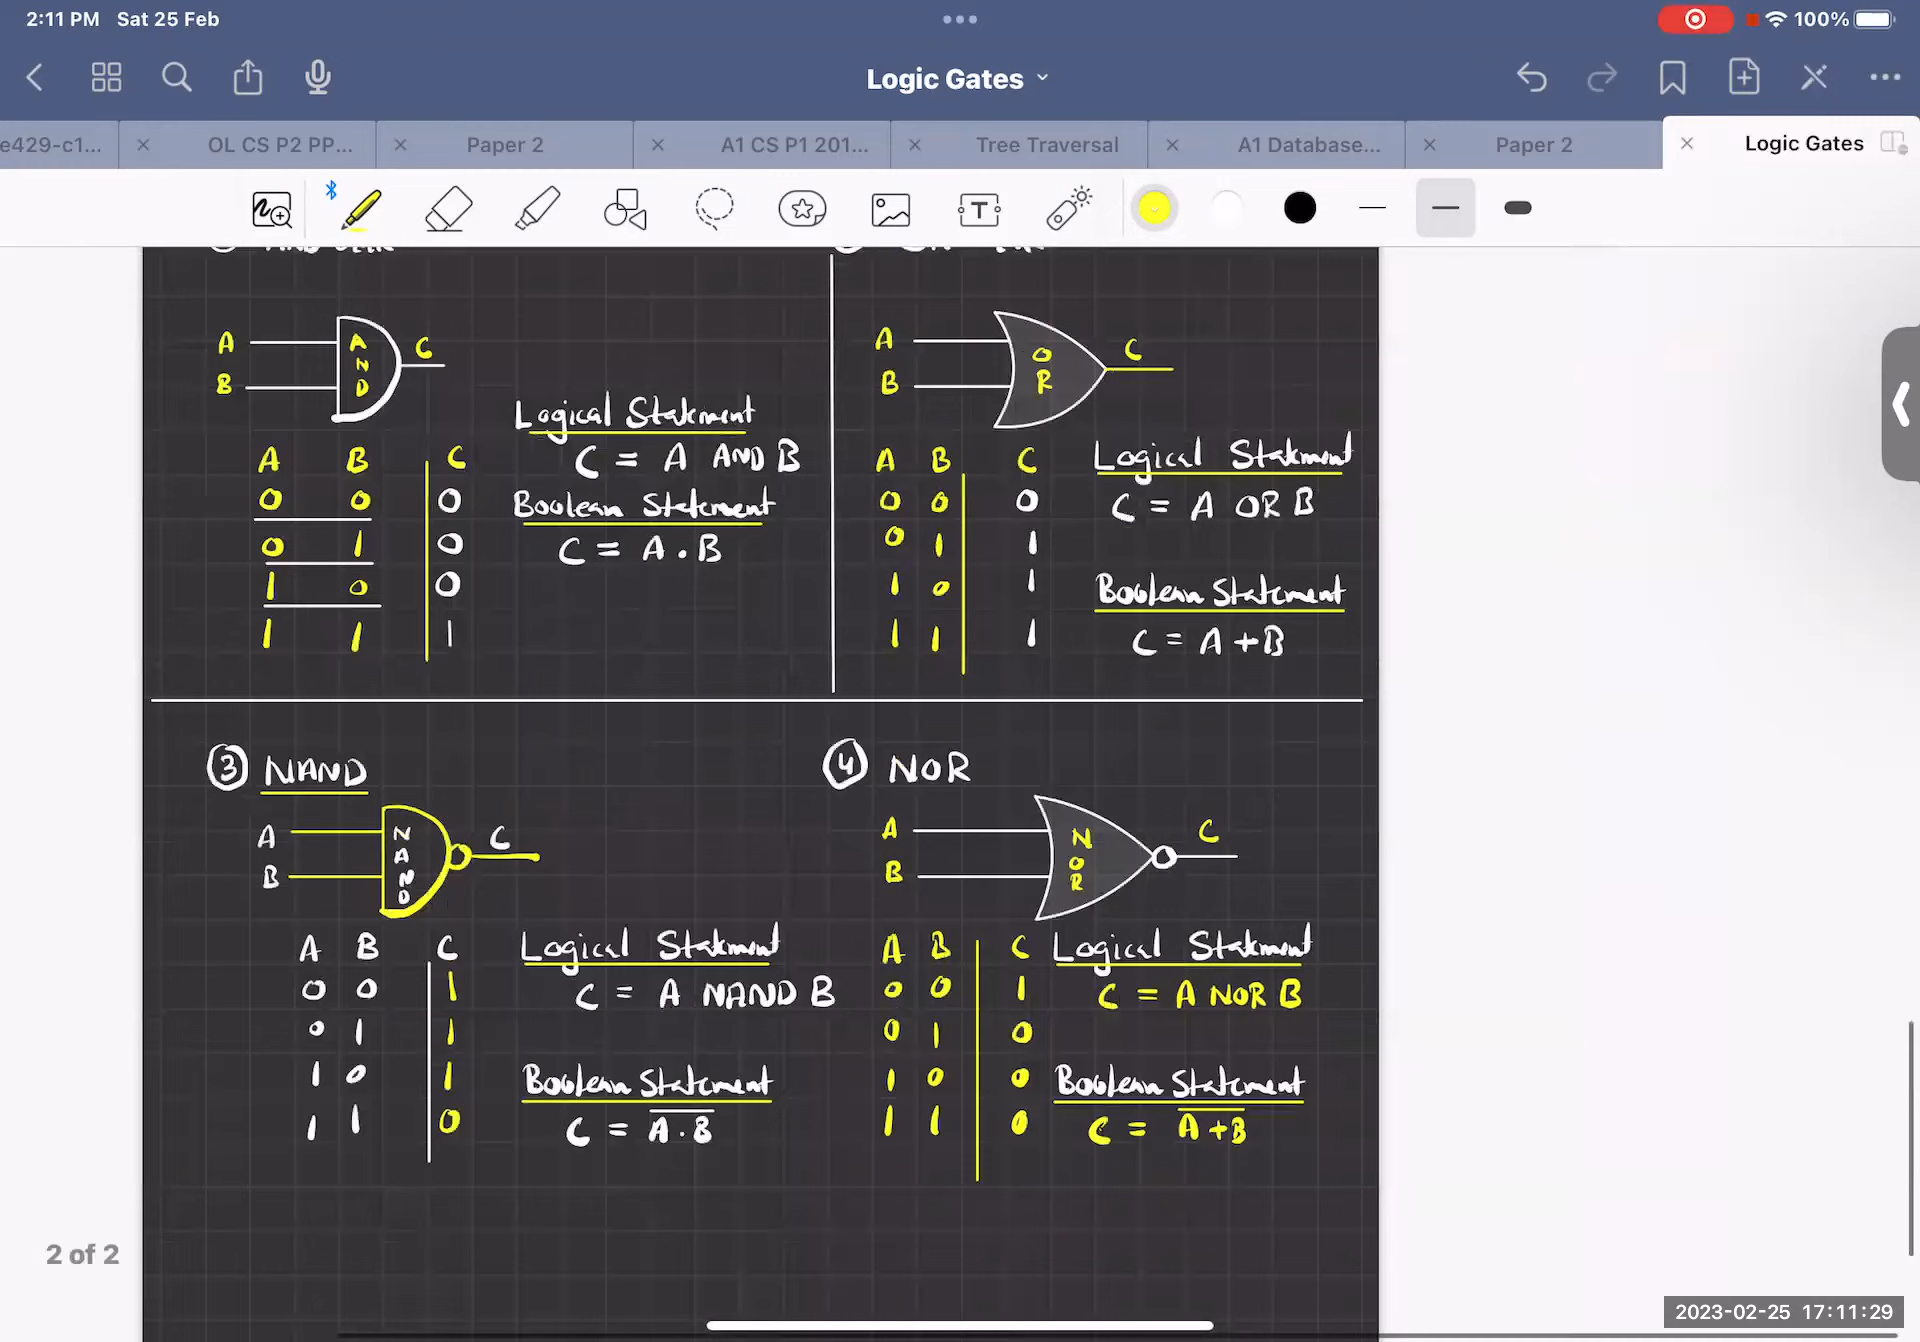 2:11 PM Sat 25 Feb
100%
Logic Gates
e429-c1...
OL CS P2 PP...
Paper 2
A1 CS P1 201...
Tree Traversal
A1 Database...
Paper 2
Logic Gates
A
B
AND
C
Logical Statement
C = A AND B
Boolean Statement
C = A . B
A B C
0 0 0
0 1 0
1 0 0
1 1 1
A
B
OR
C
A B C
0 0 0
0 1 1
1 0 1
1 1 1
Logical Statement
C = A OR B
Boolean Statement
C = A + B
③ NAND
A
B
NAND
C
A B C
0 0 1
0 1 1
1 0 1
1 1 0
Logical Statement
C = A NAND B
Boolean Statement
C = A̅ ̅.̅ ̅B̅
④ NOR
A
B
NOR
C
A B C
0 0 1
0 1 0
1 0 0
1 1 0
Logical Statement
C = A NOR B
Boolean Statement
C = A̅ ̅+̅ ̅B̅
2 of 2
2023-02-25 17:11:29